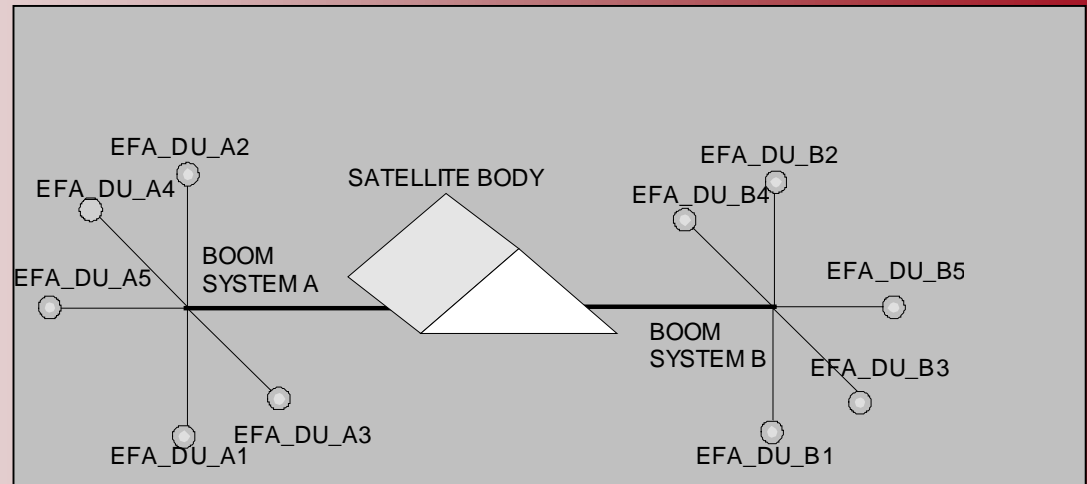 EFA_DU_A2
EFA_DU_B2
SATELLITE BODY
EFA_DU_A4
EFA_DU_B4
BOOM
SYSTEM A
EFA_DU_A5
EFA_DU_B5
BOOM
SYSTEM B
EFA_DU_B3
EFA_DU_A3
EFA_DU_A1
EFA_DU_B1